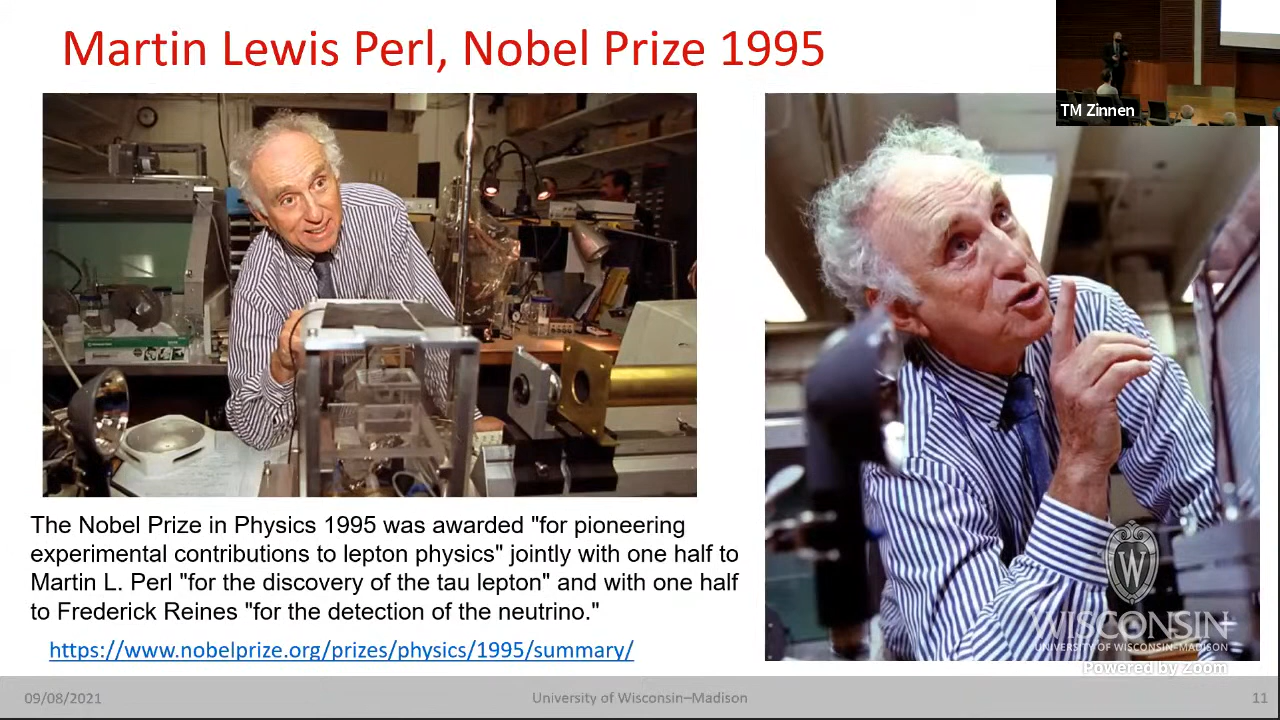 Martin Lewis Perl, Nobel Prize 1995
TM Zinnen
The Nobel Prize in Physics 1995 was awarded "for pioneering
experimental contributions to lepton physics" jointly with one half to
Martin L. Perl "for the discovery of the tau lepton" and with one half
to Frederick Reines "for the detection of the neutrino."
https://www.nobelprize.org/prizes/physics/1995/summary/
W
WISCONSIN
UNIVERSITY OF WISCONSIN–MADISON
Powered by Zoom
09/08/2021
University of Wisconsin–Madison
11